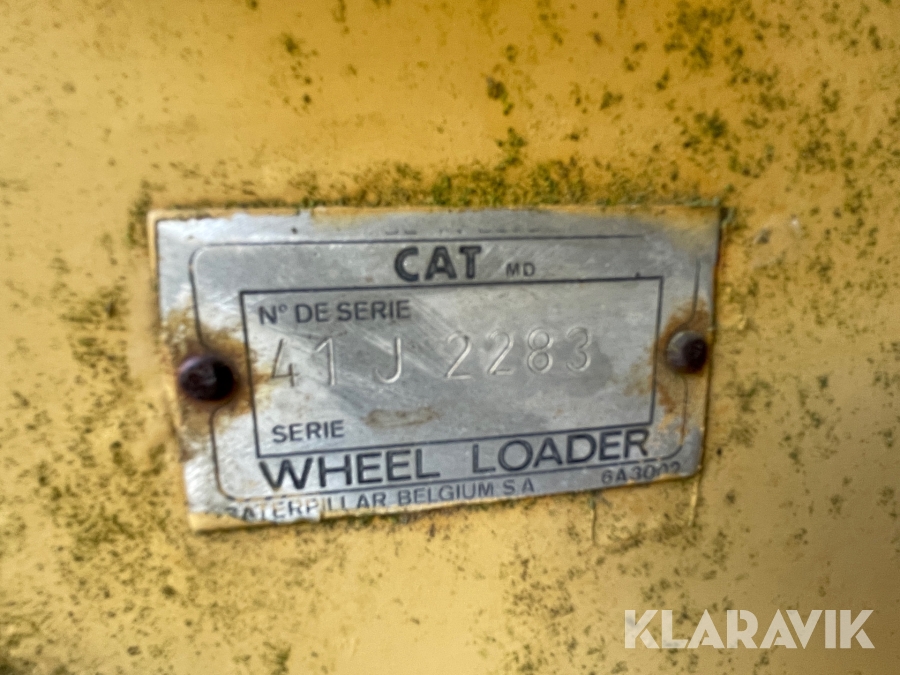 CAT MD
N° DE SERIE
41 J 2283
SERIE
WHEEL LOADER
CATERPILLAR BELGIUM S.A 6A3002
KLARAVIK